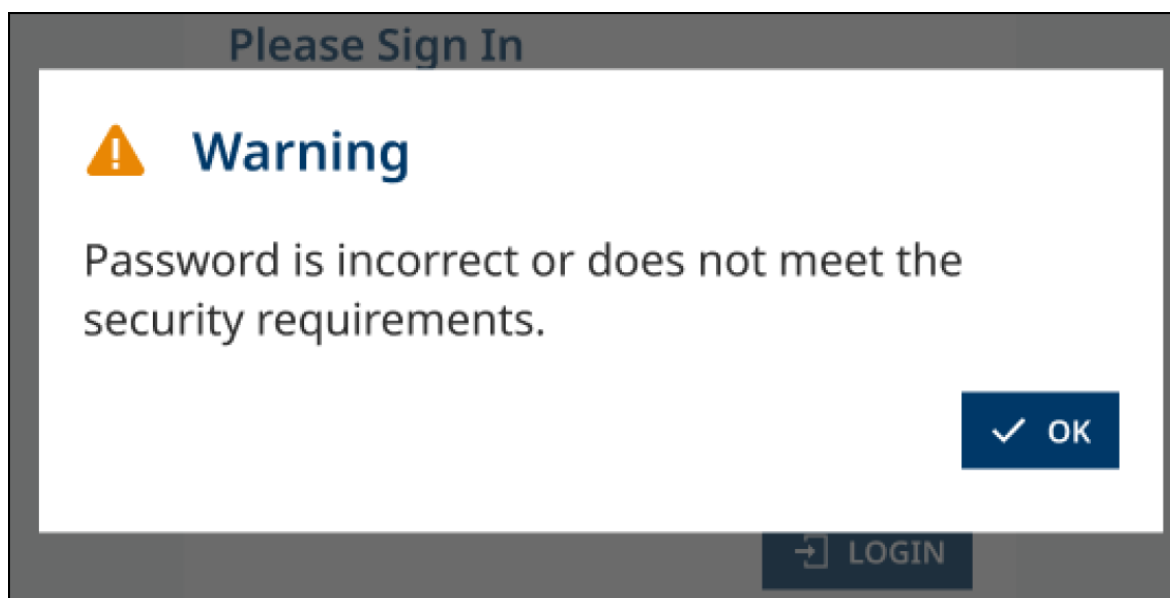 Please Sign In
Warning
Password is incorrect or does not meet the
security requirements.
OK
LOGIN